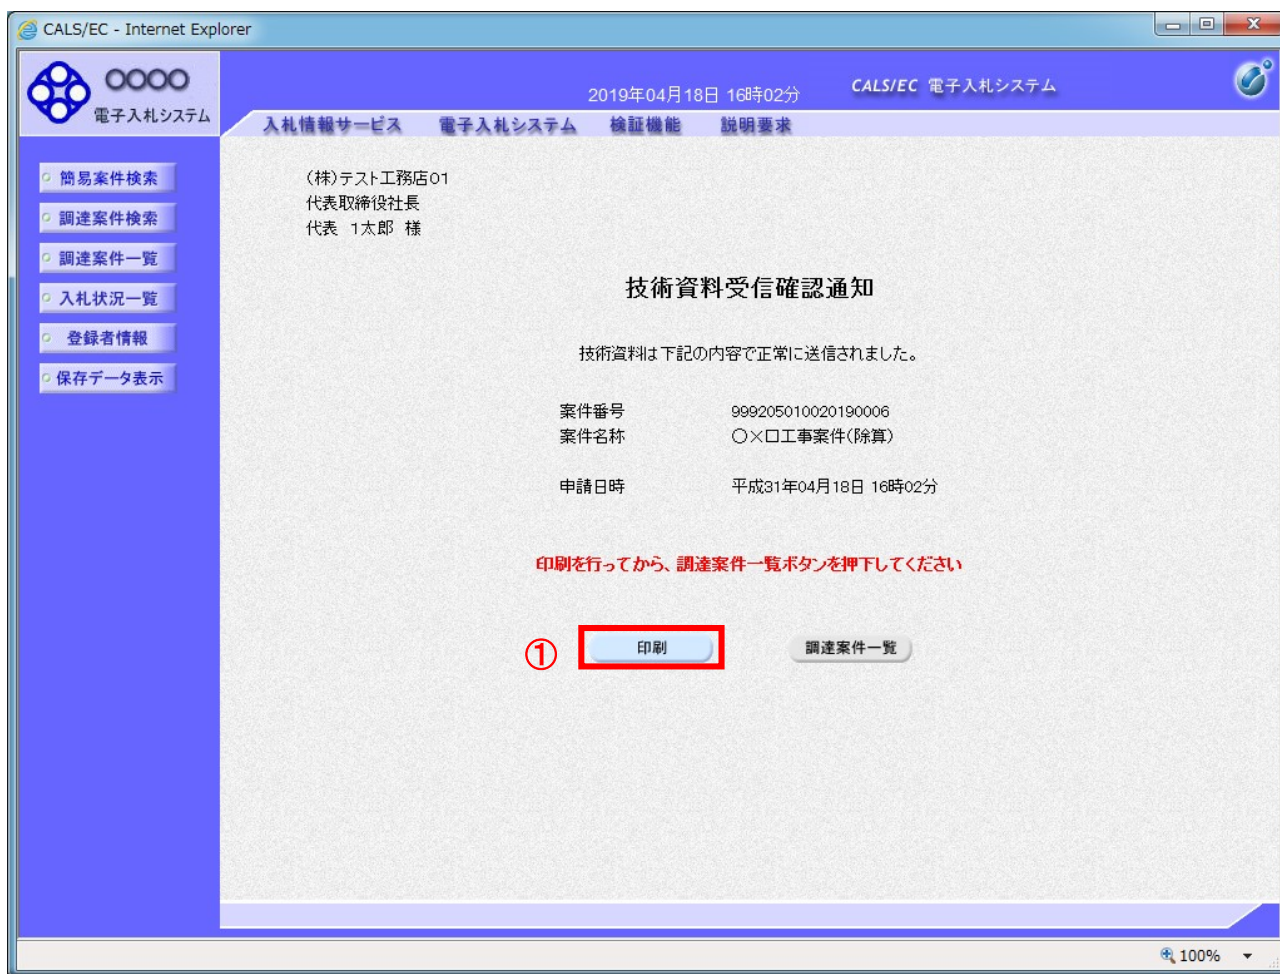 CALS/EC - Internet Explorer
○○○○
電子入札システム
2019年04月18日 16時02分
CALS/EC 電子入札システム
入札情報サービス 電子入札システム 検証機能 説明要求
簡易案件検索
調達案件検索
調達案件一覧
入札状況一覧
登録者情報
保存データ表示
(株)テスト工務店01
代表取締役社長
代表 1太郎 様
技術資料受信確認通知
技術資料は下記の内容で正常に送信されました。
案件番号 999205010020190006
案件名称 ○×口工事案件(除算)
申請日時 平成31年04月18日 16時02分
印刷を行ってから、調達案件一覧ボタンを押下してください
① 印刷 調達案件一覧
100%